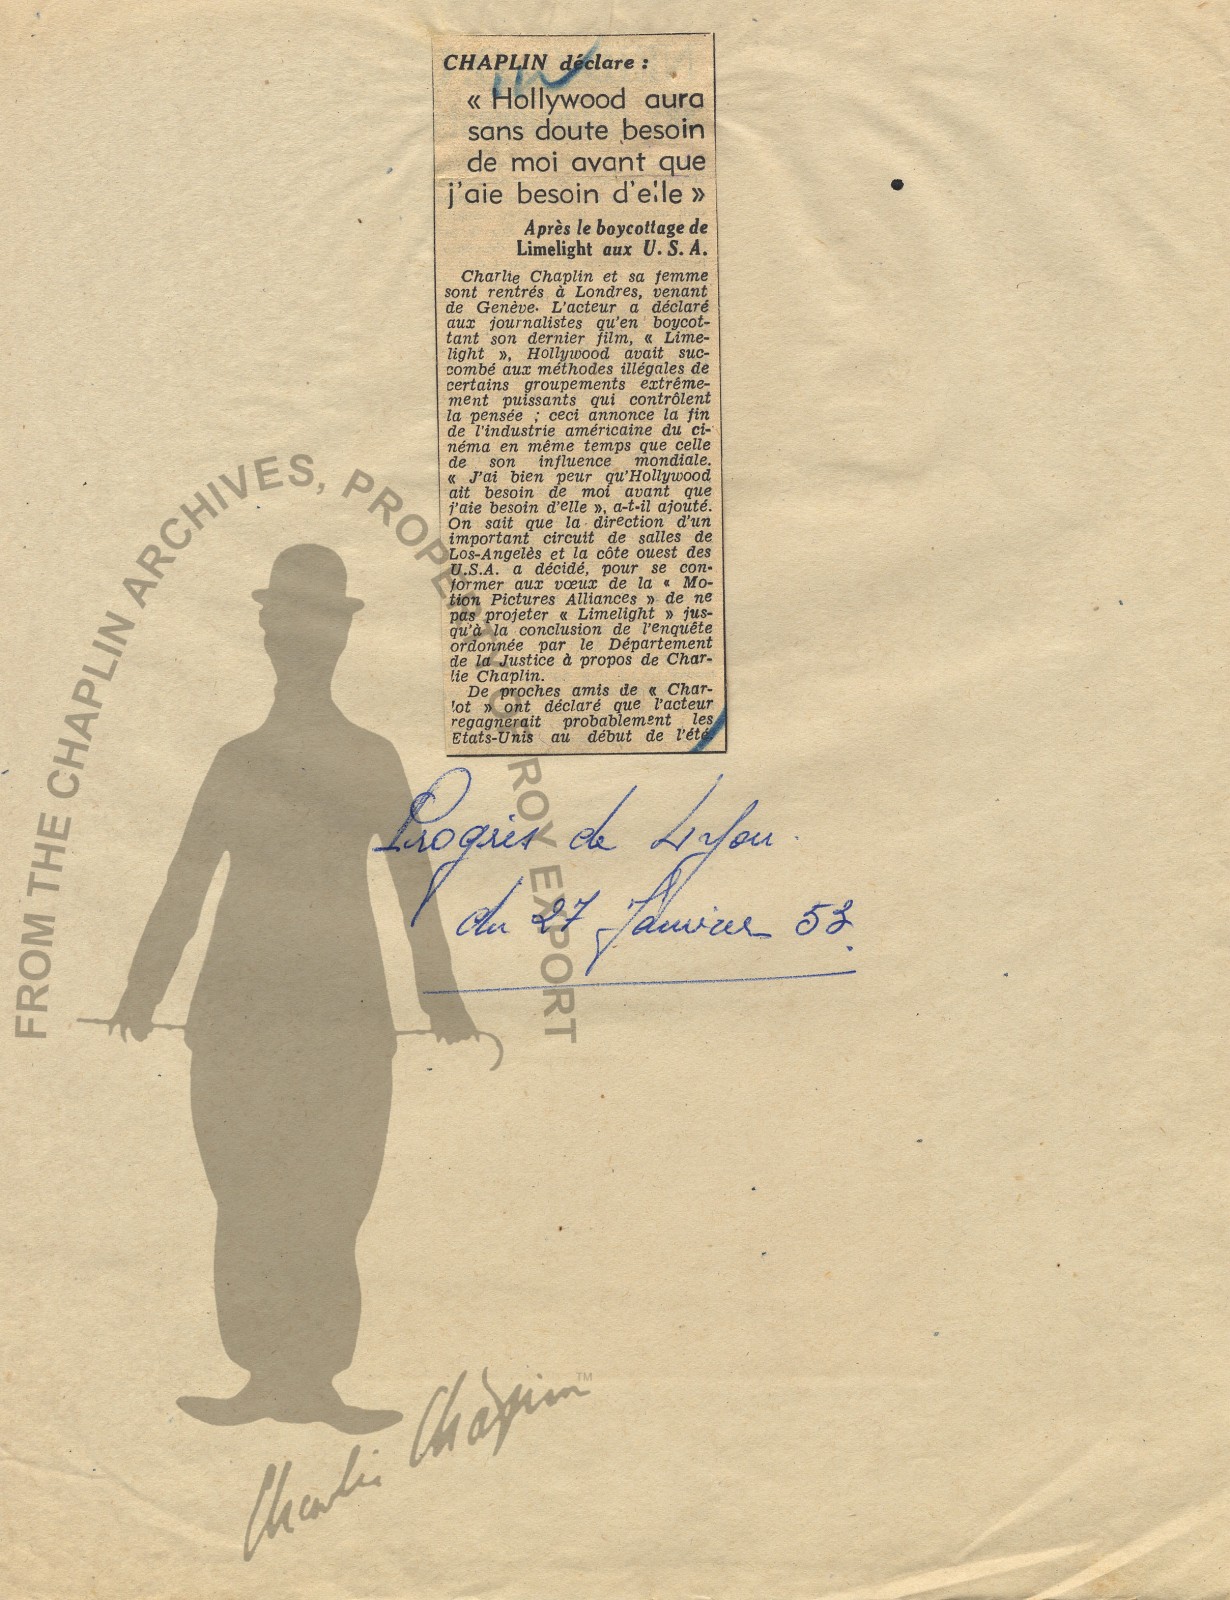 CHAPLIN déclare :
« Hollywood aura
sans doute besoin
de moi avant que
j'aie besoin d'elle »
Après le boycottage de
Limelight aux U. S. A.
Charlie Chaplin et sa femme
sont rentrés à Londres, venant
de Genève. L'acteur a déclaré
aux journalistes qu'en boycot-
tant son dernier film, « Lime-
light », Hollywood avait suc-
combé aux méthodes illégales de
certains groupements extrême-
ment puissants qui contrôlent
la pensée ; ceci annonce la fin
de l'industrie américaine du ci-
néma en même temps que celle
de son influence mondiale.
« J'ai bien peur qu'Hollywood
ait besoin de moi avant que
j'aie besoin d'elle », a-t-il ajouté.
On sait que la direction d'un
important circuit de salles de
Los-Angelès et la côte ouest des
U.S.A. a décidé, pour se con-
former aux vœux de la « Mo-
tion Pictures Alliances » de ne
pas projeter « Limelight » jus-
qu'à la conclusion de l'enquête
ordonnée par le Département
de la Justice à propos de Char-
lie Chaplin.
De proches amis de « Char-
lot » ont déclaré que l'acteur
regagnerait probablement les
Etats-Unis au début de l'été.
Progrès de Lyon.
du 27 Janvier 53.
FROM THE CHAPLIN ARCHIVES, PROPERTY OF ROY EXPORT
Charlie Chaplin TM